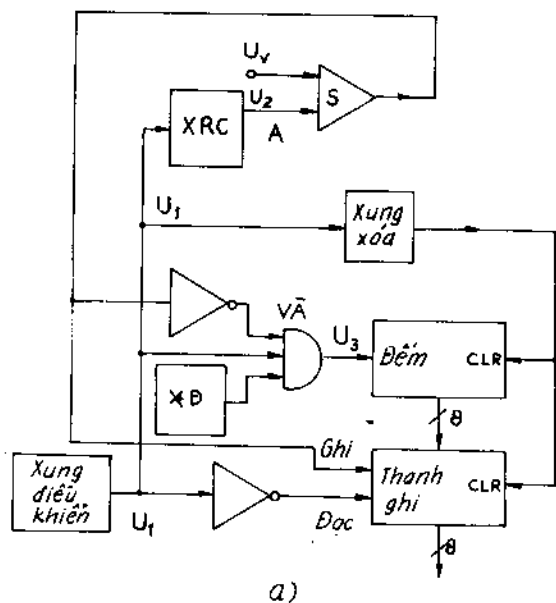 Uᵥ
U₂
S
XRC
A
U₁
Xung
xóa
VĀ
U₃
Đếm
CLR
XĐ
8
Ghi
Xung
điều
khiển
U₁
Thanh
ghi
CLR
Đọc
8
a)